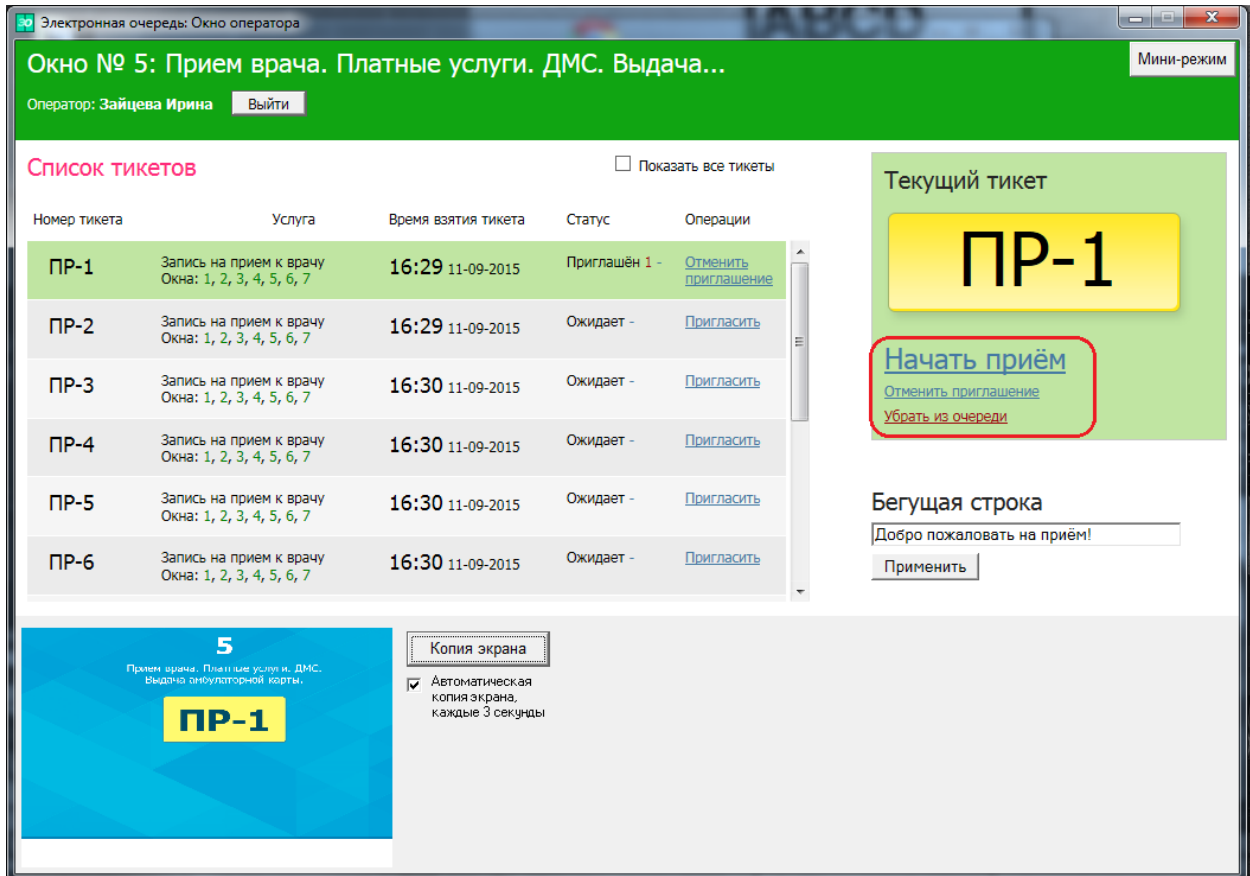 ЭО Электронная очередь: Окно оператора
Окно № 5: Прием врача. Платные услуги. ДМС. Выдача...
Мини-режим
Оператор: Зайцева Ирина Выйти
Список тикетов
Показать все тикеты
Номер тикета Услуга Время взятия тикета Статус Операции
ПР-1 Запись на прием к врачу 16:29 11-09-2015 Приглашён 1 - Отменить
Окна: 1, 2, 3, 4, 5, 6, 7 приглашение
ПР-2 Запись на прием к врачу 16:29 11-09-2015 Ожидает - Пригласить
Окна: 1, 2, 3, 4, 5, 6, 7
ПР-3 Запись на прием к врачу 16:30 11-09-2015 Ожидает - Пригласить
Окна: 1, 2, 3, 4, 5, 6, 7
ПР-4 Запись на прием к врачу 16:30 11-09-2015 Ожидает - Пригласить
Окна: 1, 2, 3, 4, 5, 6, 7
ПР-5 Запись на прием к врачу 16:30 11-09-2015 Ожидает - Пригласить
Окна: 1, 2, 3, 4, 5, 6, 7
ПР-6 Запись на прием к врачу 16:30 11-09-2015 Ожидает - Пригласить
Окна: 1, 2, 3, 4, 5, 6, 7
Текущий тикет
ПР-1
Начать приём
Отменить приглашение
Убрать из очереди
Бегущая строка
Добро пожаловать на приём!
Применить
5
Прием врача. Платные услуги. ДМС.
Выдача амбулаторной карты.
ПР-1
Копия экрана
Автоматическая
копия экрана,
каждые 3 секунды